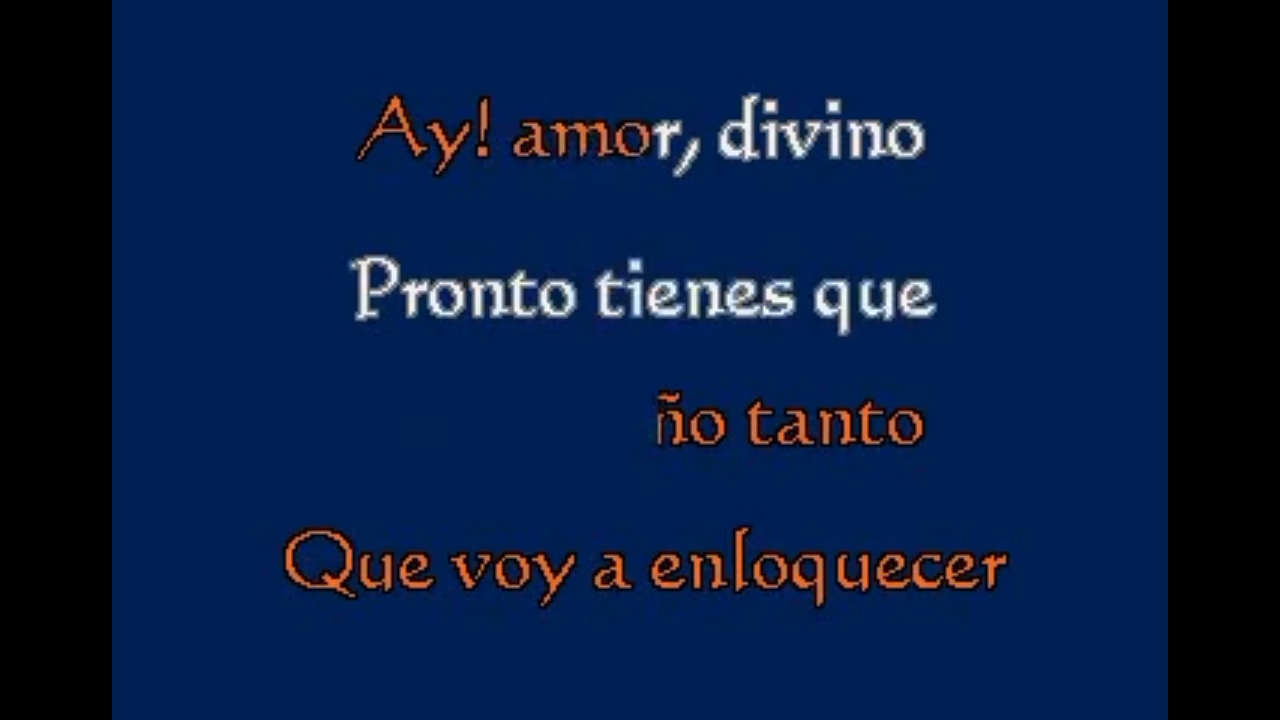 Ay! amor, divino
Pronto tienes que
ño tanto
Que voy a enloquecer